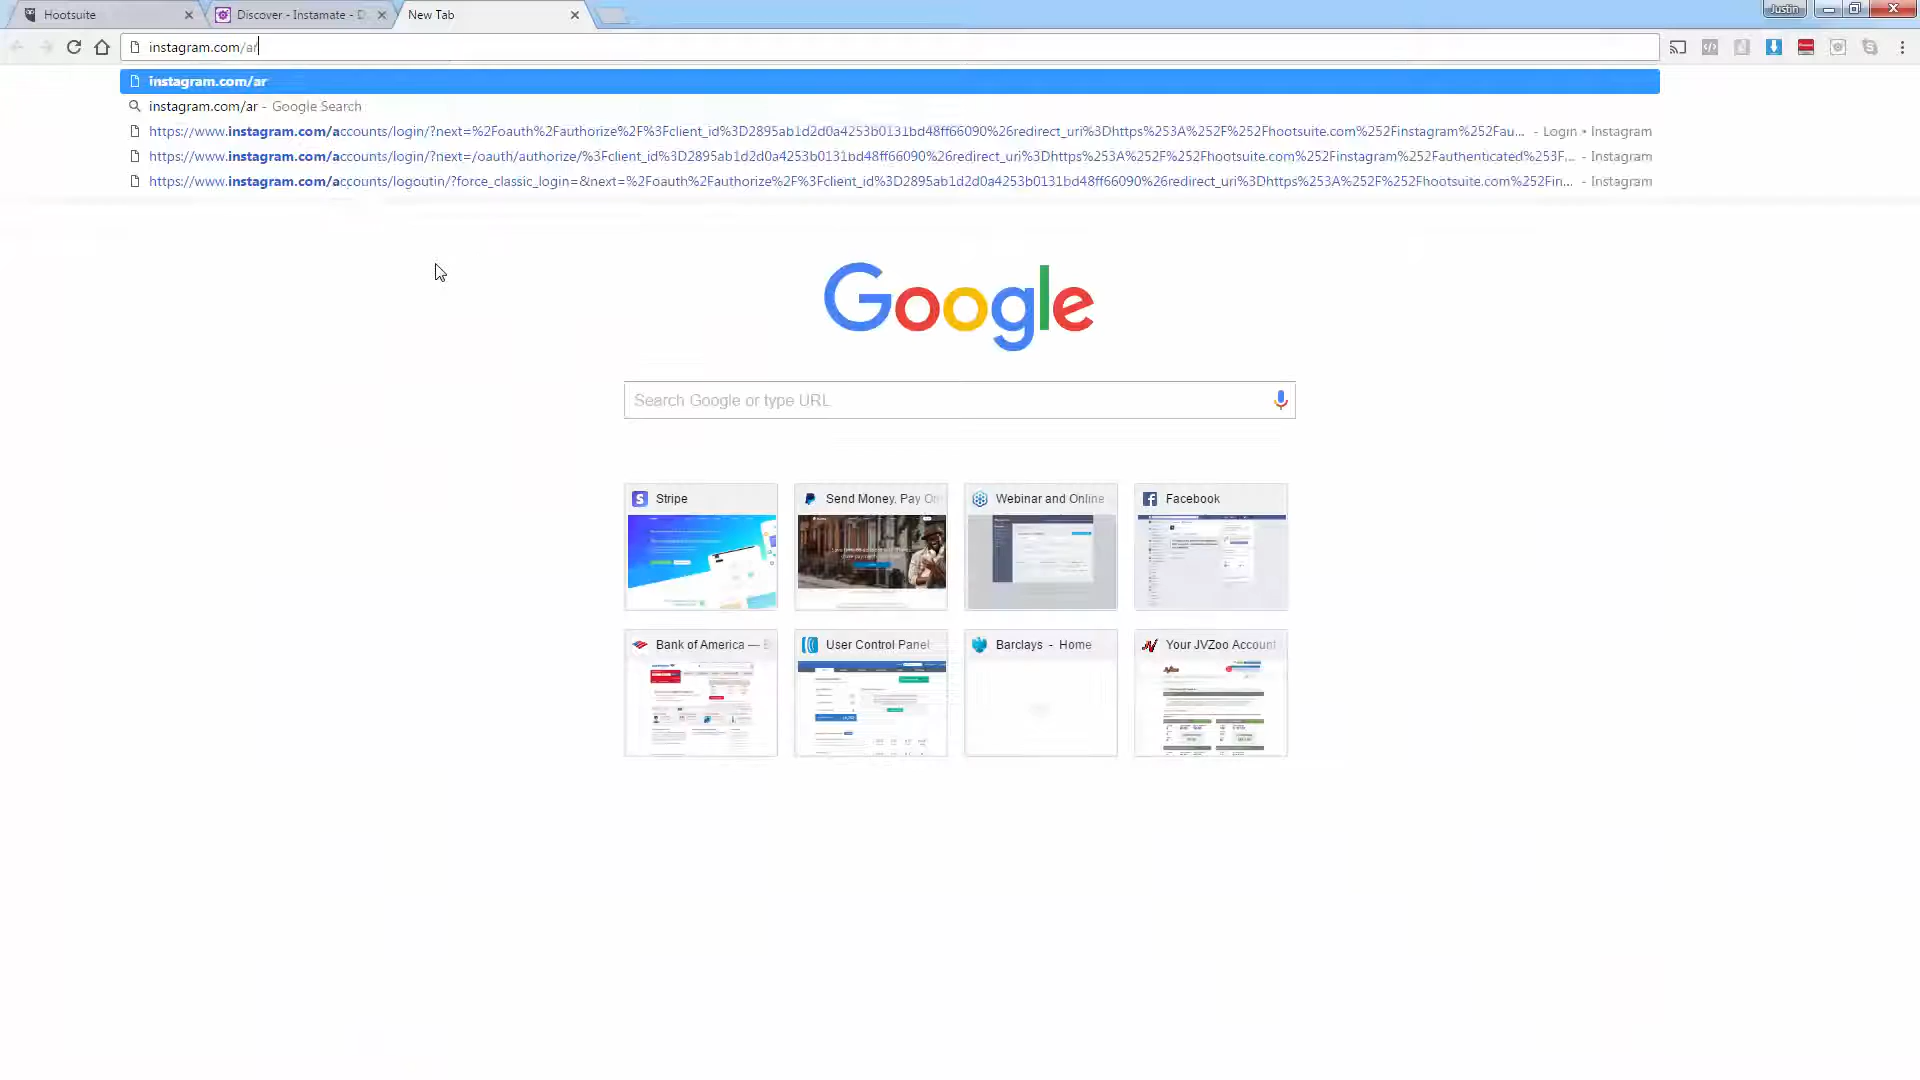 Hootsuite
Discover - Instamate - D
New Tab
Justin
instagram.com/ar
instagram.com/ar
instagram.com/ar - Google Search
https://www.instagram.com/accounts/login/?next=%2Foauth%2Fauthorize%2F%3Fclient_id%3D2895ab1d2d0a4253b0131bd48ff66090%26redirect_uri%3Dhttps%253A%252F%252Fhootsuite.com%252Finstagram%252Fau... - Login • Instagram
https://www.instagram.com/accounts/login/?next=/oauth/authorize/%3Fclient_id%3D2895ab1d2d0a4253b0131bd48ff66090%26redirect_uri%3Dhttps%253A%252F%252Fhootsuite.com%252Finstagram%252Fauthenticated%253F... - Instagram
https://www.instagram.com/accounts/logoutin/?force_classic_login=&next=%2Foauth%2Fauthorize%2F%3Fclient_id%3D2895ab1d2d0a4253b0131bd48ff66090%26redirect_uri%3Dhttps%253A%252F%252Fhootsuite.com%252Fin... - Instagram
Google
Search Google or type URL
Stripe
Send Money, Pay On
Webinar and Online
Facebook
Bank of America —
User Control Panel
Barclays - Home
Your JVZoo Account